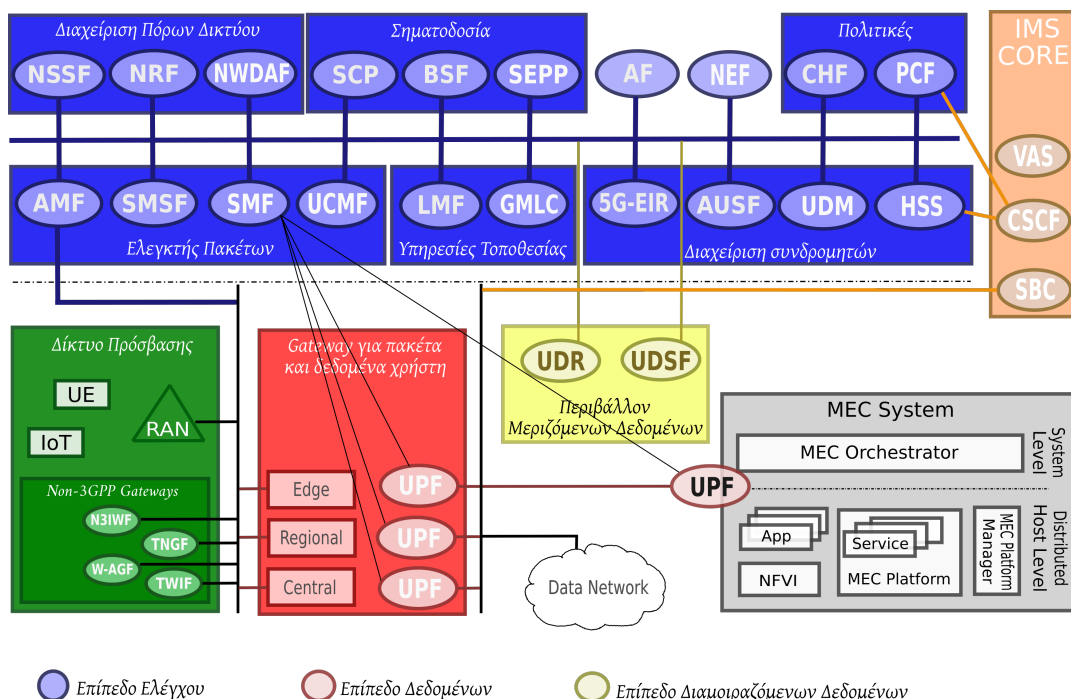 Διαχείριση Πόρων Δικτύου
Σηματοδοσία
Πολιτικές
IMS
CORE
NSSF
NRF
NWDAF
SCP
BSF
SEPP
AF
NEF
CHF
PCF
VAS
AMF
SMSF
SMF
UCMF
LMF
GMLC
5G-EIR
AUSF
UDM
HSS
CSCF
Ελεγκτής Πακέτων
Υπηρεσίες Τοποθεσίας
Διαχείριση συνδρομητών
SBC
Δίκτυο Πρόσβασης
UE
IoT
RAN
Non-3GPP Gateways
N3IWF
TNGF
W-AGF
TWIF
Gateway για πακέτα
και δεδομένα χρήστη
Edge
UPF
Regional
UPF
Central
UPF
UDR
UDSF
Περιβάλλον
Μεριζόμενων Δεδομένων
Data Network
UPF
MEC System
MEC Orchestrator
System
Level
App
Service
NFVI
MEC Platform
MEC Platform
Manager
Distributed
Host Level
Επίπεδο Ελέγχου
Επίπεδο Δεδομένων
Επίπεδο Διαμοιραζόμενων Δεδομένων